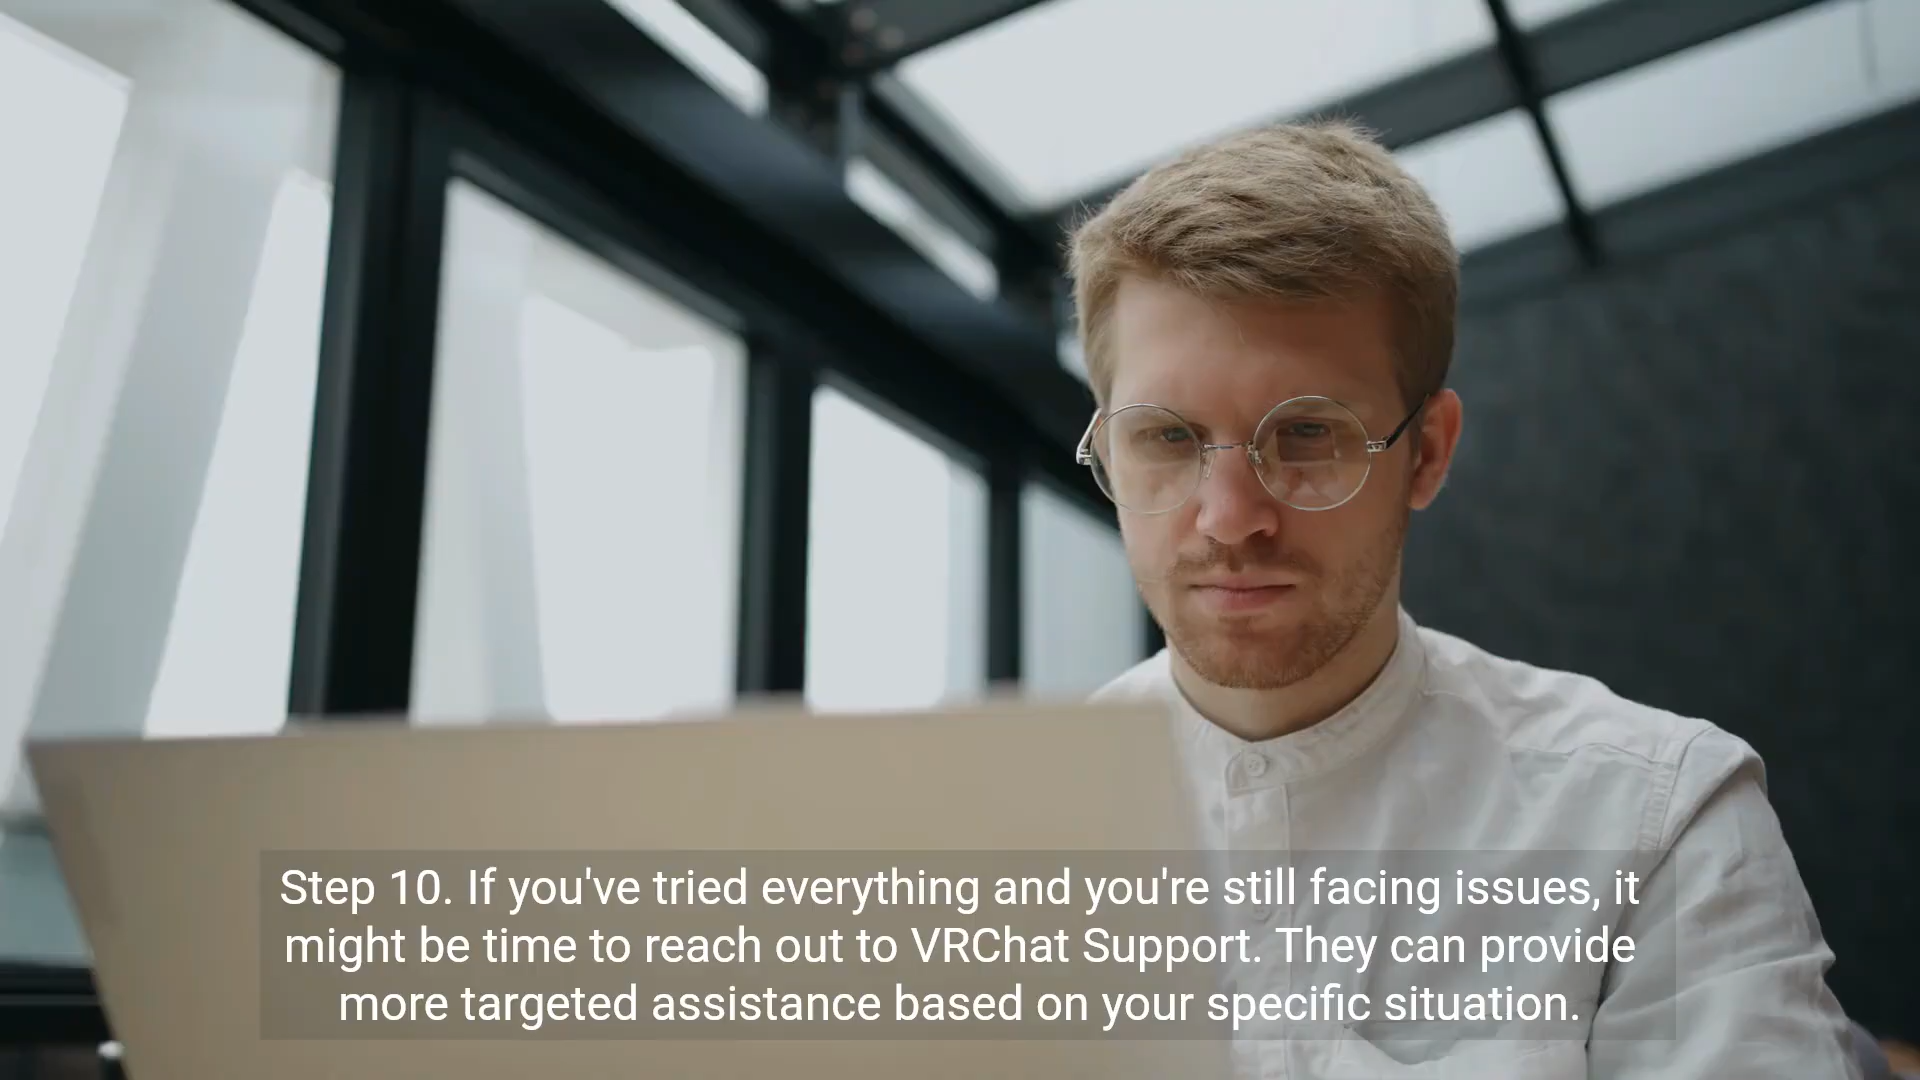 Step 10. If you've tried everything and you're still facing issues, it
might be time to reach out to VRChat Support. They can provide
more targeted assistance based on your specific situation.